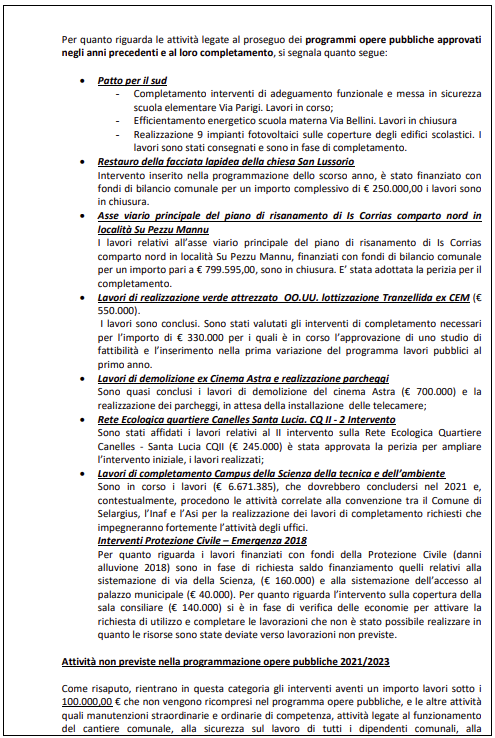 Per quanto riguarda le attività legate al proseguo dei programmi opere pubbliche approvati
negli anni precedenti e al loro completamento, si segnala quanto segue:
• Patto per il sud
- Completamento interventi di adeguamento funzionale e messa in sicurezza
scuola elementare Via Parigi. Lavori in corso;
- Efficientamento energetico scuola materna Via Bellini. Lavori in chiusura
- Realizzazione 9 impianti fotovoltaici sulle coperture degli edifici scolastici. I
lavori sono stati consegnati e sono in fase di completamento.
• Restauro della facciata lapidea della chiesa San Lussorio
Intervento inserito nella programmazione dello scorso anno, è stato finanziato con
fondi di bilancio comunale per un importo complessivo di € 250.000,00 i lavori sono
in chiusura.
• Asse viario principale del piano di risanamento di Is Corrias comparto nord in
località Su Pezzu Mannu
I lavori relativi all'asse viario principale del piano di risanamento di Is Corrias
comparto nord in località Su Pezzu Mannu, finanziati con fondi di bilancio comunale
per un importo pari a € 799.595,00, sono in chiusura. E' stata adottata la perizia per il
completamento.
• Lavori di realizzazione verde attrezzato OO.UU. lottizzazione Tranzellida ex CEM (€
550.000).
I lavori sono conclusi. Sono stati valutati gli interventi di completamento necessari
per l'importo di € 330.000 per i quali è in corso l'approvazione di uno studio di
fattibilità e l'inserimento nella prima variazione del programma lavori pubblici al
primo anno.
• Lavori di demolizione ex Cinema Astra e realizzazione parcheggi
Sono quasi conclusi i lavori di demolizione del cinema Astra (€ 700.000) e la
realizzazione dei parcheggi, in attesa della installazione delle telecamere;
• Rete Ecologica quartiere Canelles Santa Lucia. CQ II - 2 Intervento
Sono stati affidati i lavori relativi al II intervento sulla Rete Ecologica Quartiere
Canelles - Santa Lucia CQII (€ 245.000) è stata approvata la perizia per ampliare
l'intervento iniziale, i lavori realizzati;
• Lavori di completamento Campus della Scienza della tecnica e dell'ambiente
Sono in corso i lavori (€ 6.671.385), che dovrebbero concludersi nel 2021 e,
contestualmente, procedono le attività correlate alla convenzione tra il Comune di
Selargius, l'Inaf e l'Asi per la realizzazione dei lavori di completamento richiesti che
impegneranno fortemente l'attività degli uffici.
Interventi Protezione Civile – Emergenza 2018
Per quanto riguarda i lavori finanziati con fondi della Protezione Civile (danni
alluvione 2018) sono in fase di richiesta saldo finanziamento quelli relativi alla
sistemazione di via della Scienza, (€ 160.000) e alla sistemazione dell'accesso al
palazzo municipale (€ 40.000). Per quanto riguarda l'intervento sulla copertura della
sala consiliare (€ 140.000) si è in fase di verifica delle economie per attivare la
richiesta di utilizzo e completare le lavorazioni che non è stato possibile realizzare in
quanto le risorse sono state deviate verso lavorazioni non previste.
Attività non previste nella programmazione opere pubbliche 2021/2023
Come risaputo, rientrano in questa categoria gli interventi aventi un importo lavori sotto i
100.000,00 € che non vengono ricompresi nel programma opere pubbliche, e le altre attività
quali manutenzioni straordinarie e ordinarie di competenza, attività legate al funzionamento
del cantiere comunale, alla sicurezza sul lavoro di tutti i dipendenti comunali, alla